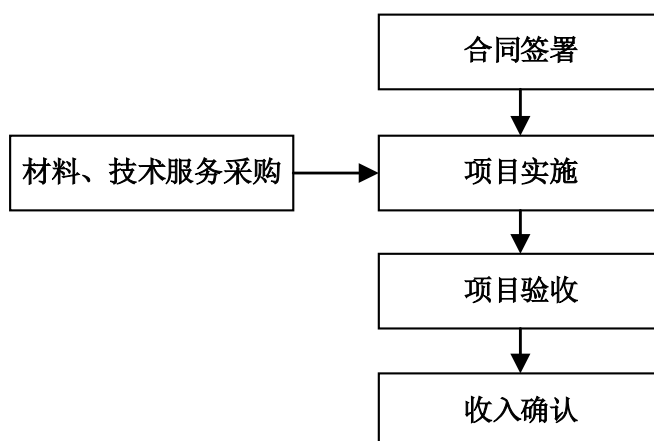 合同签署
材料、技术服务采购
项目实施
项目验收
收入确认